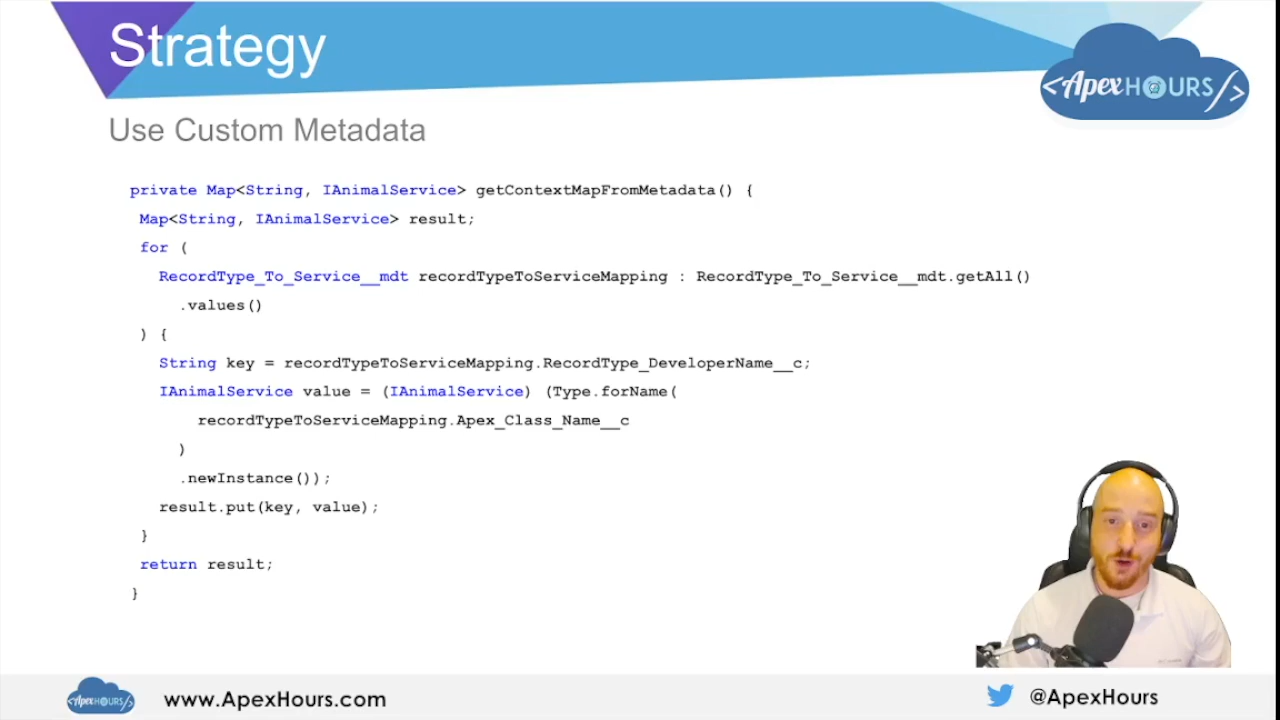 Strategy
<ApexHOURS/>
Use Custom Metadata
private Map<String, IAnimalService> getContextMapFromMetadata() {
Map<String, IAnimalService> result;
for (
RecordType_To_Service__mdt recordTypeToServiceMapping : RecordType_To_Service__mdt.getAll()
.values()
) {
String key = recordTypeToServiceMapping.RecordType_DeveloperName__c;
IAnimalService value = (IAnimalService) (Type.forName(
recordTypeToServiceMapping.Apex_Class_Name__c
)
.newInstance());
result.put(key, value);
}
return result;
}
<ApexHOURS/>
www.ApexHours.com
@ApexHours